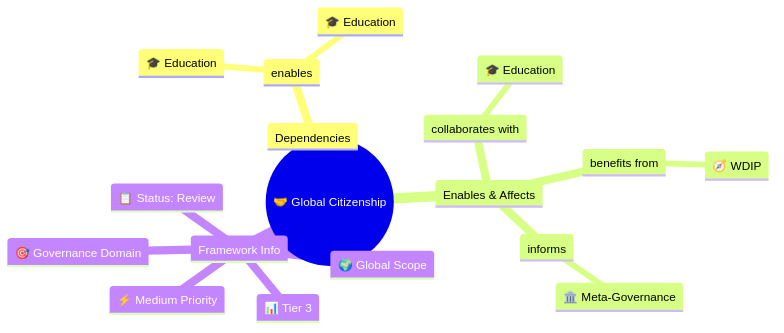 🎓 Education
🎓 Education
enables
Dependencies
🤝 Global Citizenship
🎓 Education
collaborates with
benefits from
🧭 WDIP
Enables & Affects
informs
🏛️ Meta-Governance
📋 Status: Review
Framework Info
🎯 Governance Domain
🌍 Global Scope
⚡ Medium Priority
📊 Tier 3